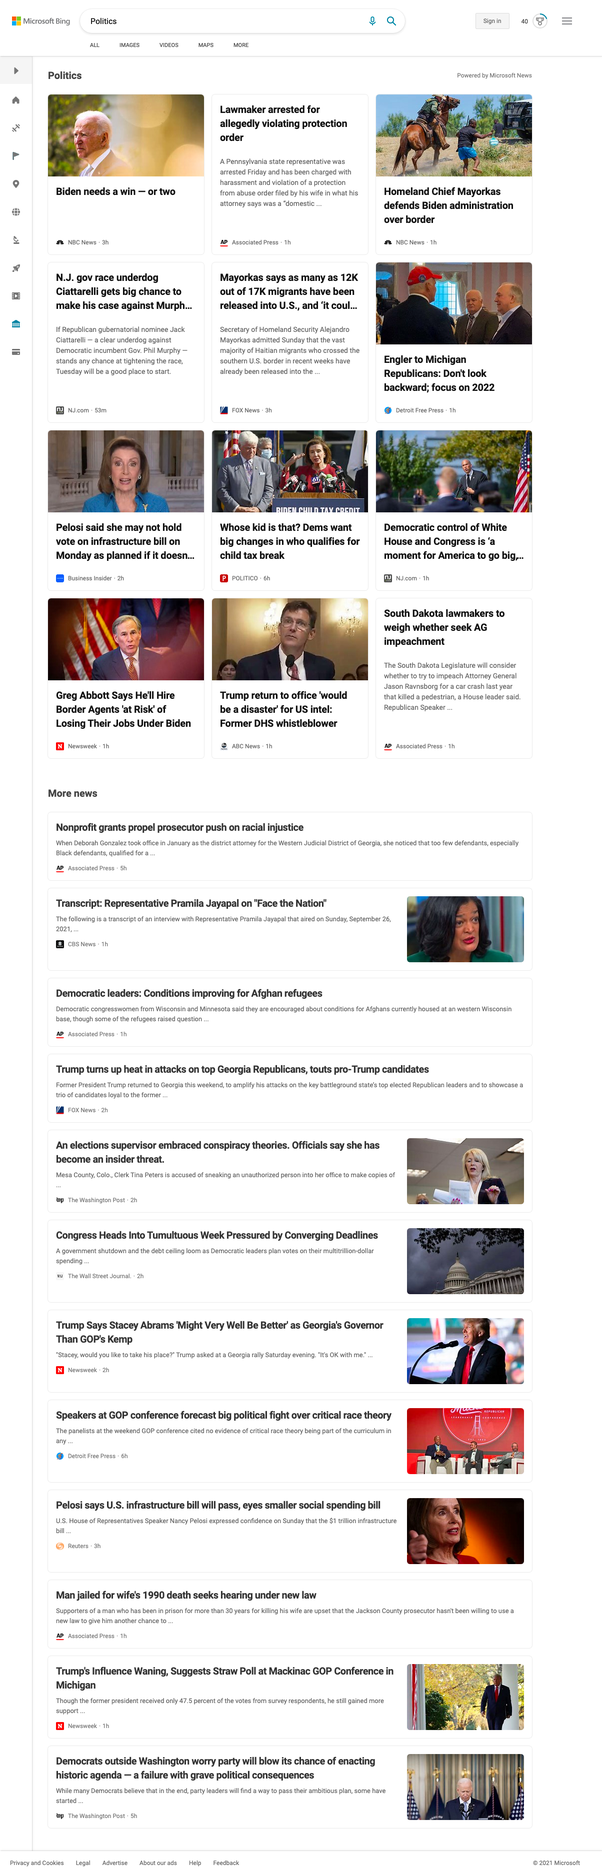 Microsoft Bing
Politics
Sign in
40
ALL
IMAGES
VIDEOS
MAPS
MORE
Politics
Powered by Microsoft News
Biden needs a win — or two
NBC News · 3h
Lawmaker arrested for
allegedly violating protection
order
A Pennsylvania state representative was
arrested Friday and has been charged with
harassment and violation of a protection
from abuse order filed by his wife in what his
attorney says was a "domestic ...
AP
Associated Press · 1h
Homeland Chief Mayorkas
defends Biden administration
over border
NBC News · 1h
N.J. gov race underdog
Ciattarelli gets big chance to
make his case against Murph...
If Republican gubernatorial nominee Jack
Ciattarelli — a clear underdog against
Democratic incumbent Gov. Phil Murphy —
stands any chance at tightening the race,
Tuesday will be a good place to start.
NJ.com · 53m
Mayorkas says as many as 12K
out of 17K migrants have been
released into U.S., and 'it coul...
Secretary of Homeland Security Alejandro
Mayorkas admitted Sunday that the vast
majority of Haitian migrants who crossed the
southern U.S. border in recent weeks have
already been released into the ...
FOX News · 3h
Engler to Michigan
Republicans: Don't look
backward; focus on 2022
Detroit Free Press · 1h
Pelosi said she may not hold
vote on infrastructure bill on
Monday as planned if it doesn...
Business Insider · 2h
BIDEN CHILD TAX CREDIT
Whose kid is that? Dems want
big changes in who qualifies for
child tax break
P
POLITICO · 6h
Democratic control of White
House and Congress is 'a
moment for America to go big,...
NJ.com · 1h
Greg Abbott Says He'll Hire
Border Agents 'at Risk' of
Losing Their Jobs Under Biden
N
Newsweek · 1h
Trump return to office 'would
be a disaster' for US intel:
Former DHS whistleblower
ABC News · 1h
South Dakota lawmakers to
weigh whether seek AG
impeachment
The South Dakota Legislature will consider
whether to try to impeach Attorney General
Jason Ravnsborg for a car crash last year
that killed a pedestrian, a House leader said.
Republican Speaker ...
AP
Associated Press · 1h
More news
Nonprofit grants propel prosecutor push on racial injustice
When Deborah Gonzalez took office in January as the district attorney for the Western Judicial District of Georgia, she noticed that too few defendants, especially
Black defendants, qualified for a ...
AP
Associated Press · 5h
Transcript: Representative Pramila Jayapal on "Face the Nation"
The following is a transcript of an interview with Representative Pramila Jayapal that aired on Sunday, September 26,
2021, ...
CBS News · 1h
Democratic leaders: Conditions improving for Afghan refugees
Democratic congresswomen from Wisconsin and Minnesota said they are encouraged about conditions for Afghans currently housed at an western Wisconsin
base, though some of the refugees raised question ...
AP
Associated Press · 1h
Trump turns up heat in attacks on top Georgia Republicans, touts pro-Trump candidates
Former President Trump returned to Georgia this weekend, to amplify his attacks on the key battleground state's top elected Republican leaders and to showcase a
trio of candidates loyal to the former ...
FOX News · 2h
An elections supervisor embraced conspiracy theories. Officials say she has
become an insider threat.
Mesa County, Colo., Clerk Tina Peters is accused of sneaking an unauthorized person into her office to make copies of
...
wp
The Washington Post · 2h
Congress Heads Into Tumultuous Week Pressured by Converging Deadlines
A government shutdown and the debt ceiling loom as Democratic leaders plan votes on their multitrillion-dollar
spending ...
The Wall Street Journal. · 2h
Trump Says Stacey Abrams 'Might Very Well Be Better' as Georgia's Governor
Than GOP's Kemp
"Stacey, would you like to take his place?" Trump asked at a Georgia rally Saturday evening. "It's OK with me." ...
N
Newsweek · 2h
Speakers at GOP conference forecast big political fight over critical race theory
The panelists at the weekend GOP conference cited no evidence of critical race theory being part of the curriculum in
any ...
Detroit Free Press · 6h
Pelosi says U.S. infrastructure bill will pass, eyes smaller social spending bill
U.S. House of Representatives Speaker Nancy Pelosi expressed confidence on Sunday that the $1 trillion infrastructure
bill ...
Reuters · 3h
Man jailed for wife's 1990 death seeks hearing under new law
Supporters of a man who has been in prison for more than 30 years for killing his wife are upset that the Jackson County prosecutor hasn't been willing to use a
new law to give him another chance to ...
AP
Associated Press · 1h
Trump's Influence Waning, Suggests Straw Poll at Mackinac GOP Conference in
Michigan
Though the former president received only 47.5 percent of the votes from survey respondents, he still gained more
support ...
N
Newsweek · 1h
Democrats outside Washington worry party will blow its chance of enacting
historic agenda — a failure with grave political consequences
While many Democrats believe that in the end, party leaders will find a way to pass their ambitious plan, some have
started ...
wp
The Washington Post · 5h
Privacy and Cookies
Legal
Advertise
About our ads
Help
Feedback
© 2021 Microsoft